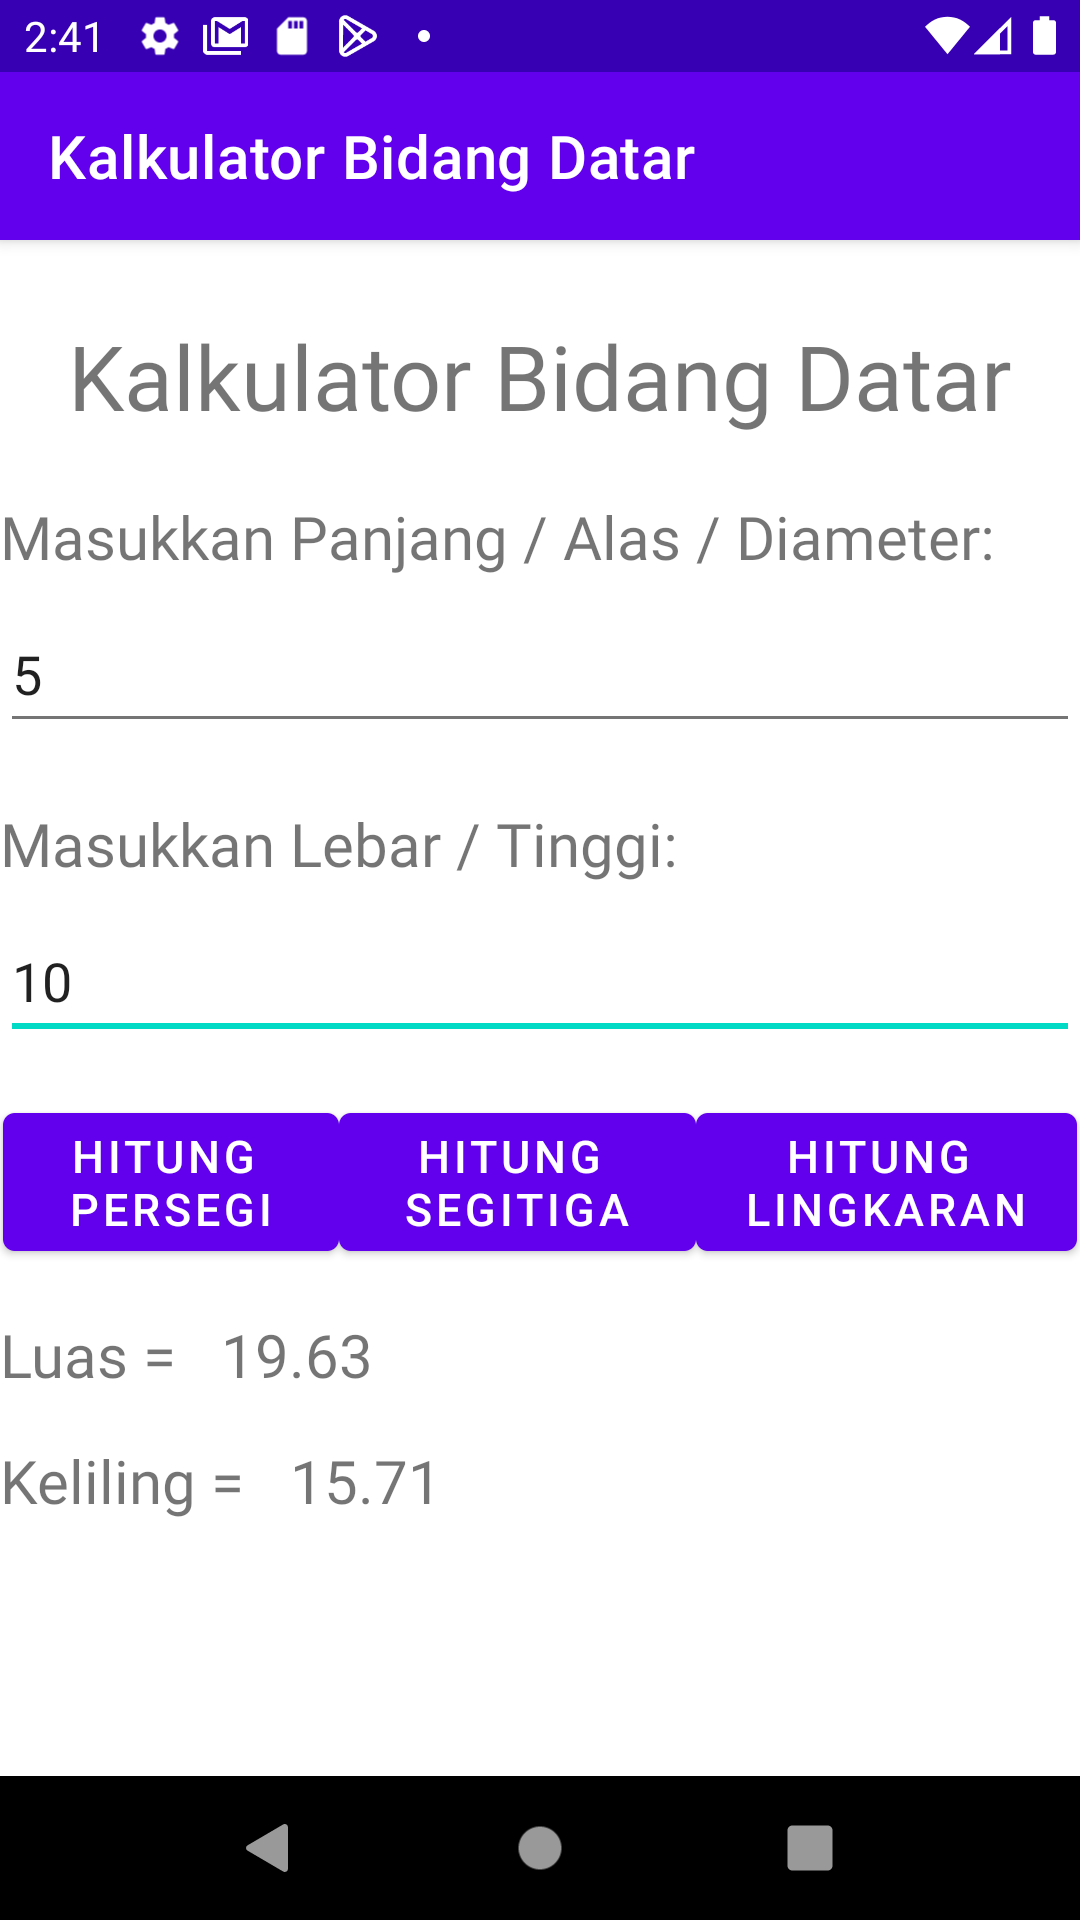 2:41
Kalkulator Bidang Datar
Kalkulator Bidang Datar
Masukkan Panjang / Alas / Diameter:
5
Masukkan Lebar / Tinggi:
10
HITUNG PERSEGI
HITUNG SEGITIGA
HITUNG LINGKARAN
Luas = 19.63
Keliling = 15.71